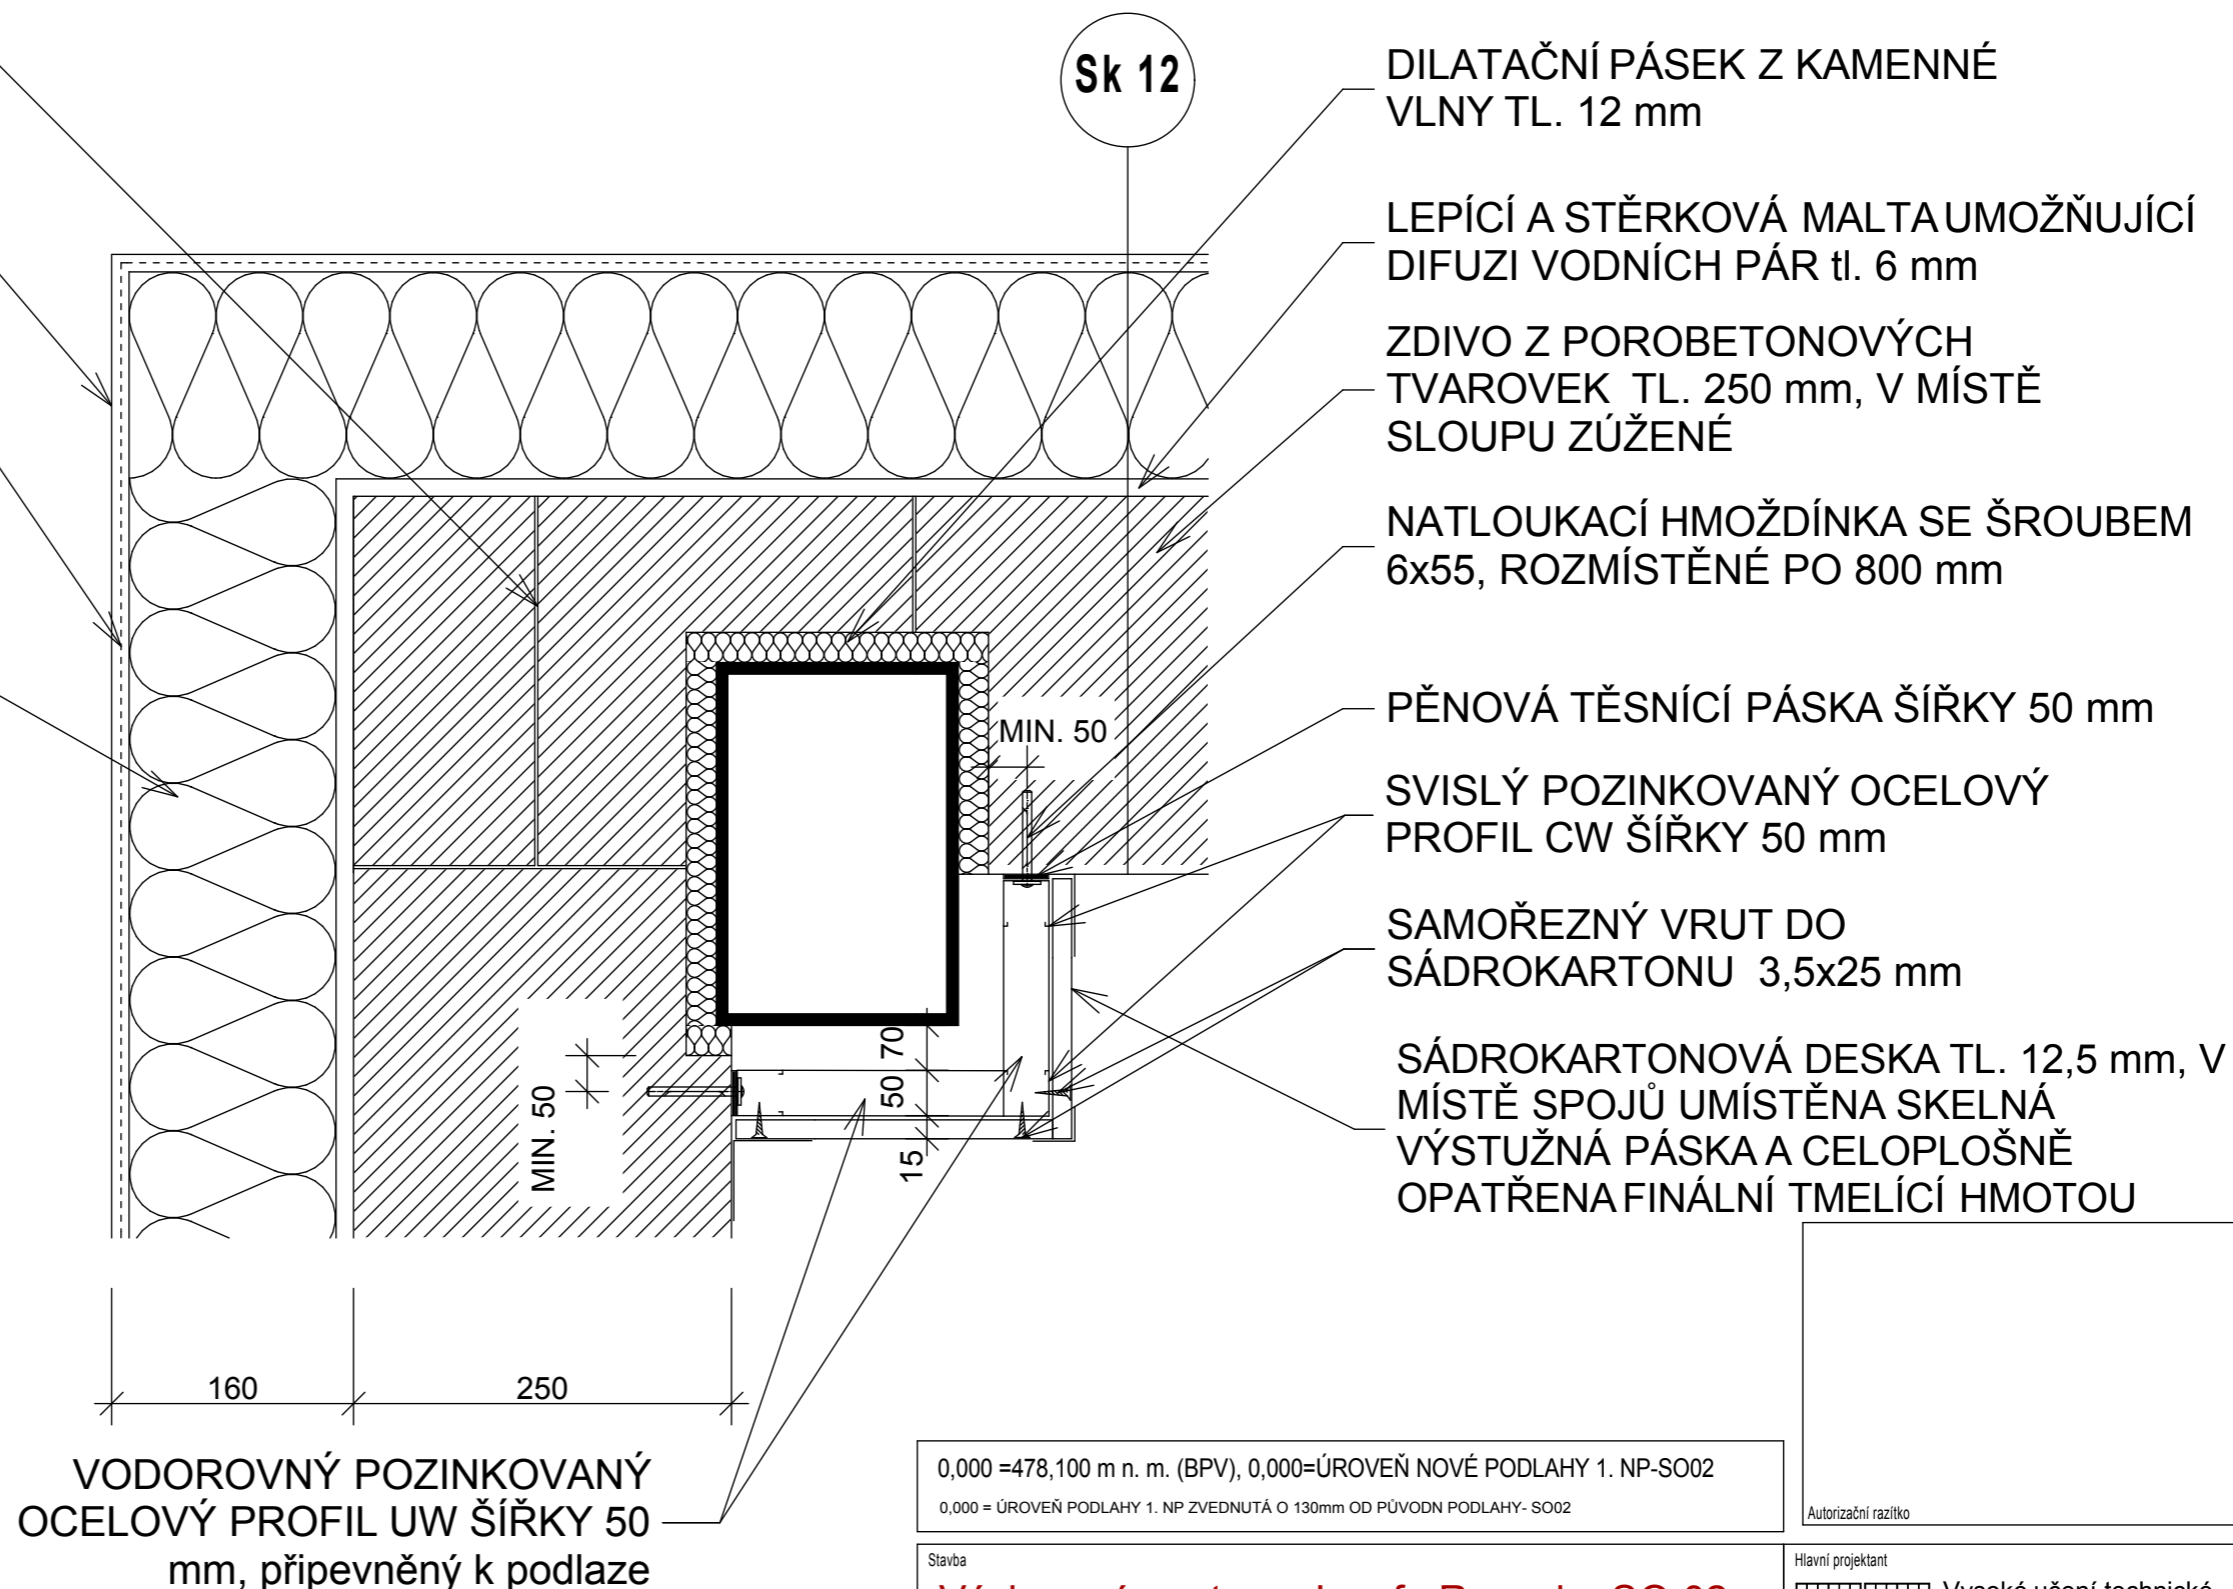 Sk 12
DILATAČNÍ PÁSEK Z KAMENNÉ
VLNY TL. 12 mm
LEPÍCÍ A STĚRKOVÁ MALTA UMOŽŇUJÍCÍ
DIFUZI VODNÍCH PÁR tl. 6 mm
ZDIVO Z POROBETONOVÝCH
TVAROVEK TL. 250 mm, V MÍSTĚ
SLOUPU ZÚŽENÉ
NATLOUKACÍ HMOŽDÍNKA SE ŠROUBEM
6x55, ROZMÍSTĚNÉ PO 800 mm
PĚNOVÁ TĚSNÍCÍ PÁSKA ŠÍŘKY 50 mm
MIN. 50
SVISLÝ POZINKOVANÝ OCELOVÝ
PROFIL CW ŠÍŘKY 50 mm
SAMOŘEZNÝ VRUT DO
SÁDROKARTONU 3,5x25 mm
SÁDROKARTONOVÁ DESKA TL. 12,5 mm, V
MÍSTĚ SPOJŮ UMÍSTĚNA SKELNÁ
VÝSTUŽNÁ PÁSKA A CELOPLOŠNĚ
OPATŘENA FINÁLNÍ TMELÍCÍ HMOTOU
MIN. 50
70
50
15
160
250
VODOROVNÝ POZINKOVANÝ
OCELOVÝ PROFIL UW ŠÍŘKY 50
mm, připevněný k podlaze
0,000 =478,100 m n. m. (BPV), 0,000=ÚROVEŇ NOVÉ PODLAHY 1. NP-SO02
0,000 = ÚROVEŇ PODLAHY 1. NP ZVEDNUTÁ O 130mm OD PŮVODN PODLAHY- SO02
Autorizační razítko
Stavba
Hlavní projektant
Vysoké učení technické